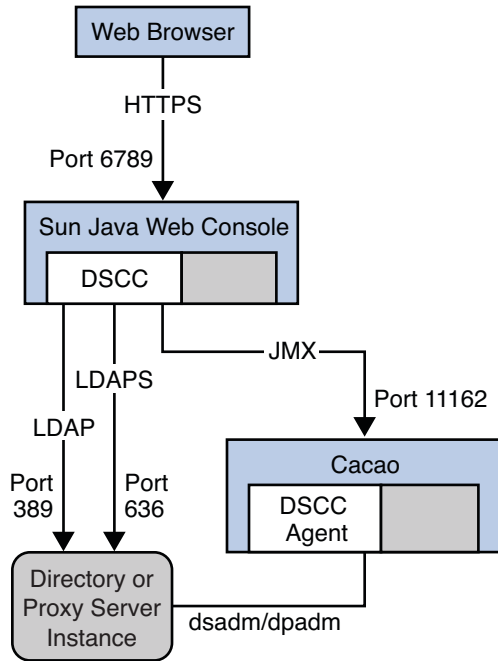 Web Browser
HTTPS
Port 6789
Sun Java Web Console
DSCC
JMX
LDAPS
Port 11162
LDAP
Cacao
Port
389
Port
636
DSCC
Agent
Directory or
Proxy Server
Instance
dsadm/dpadm